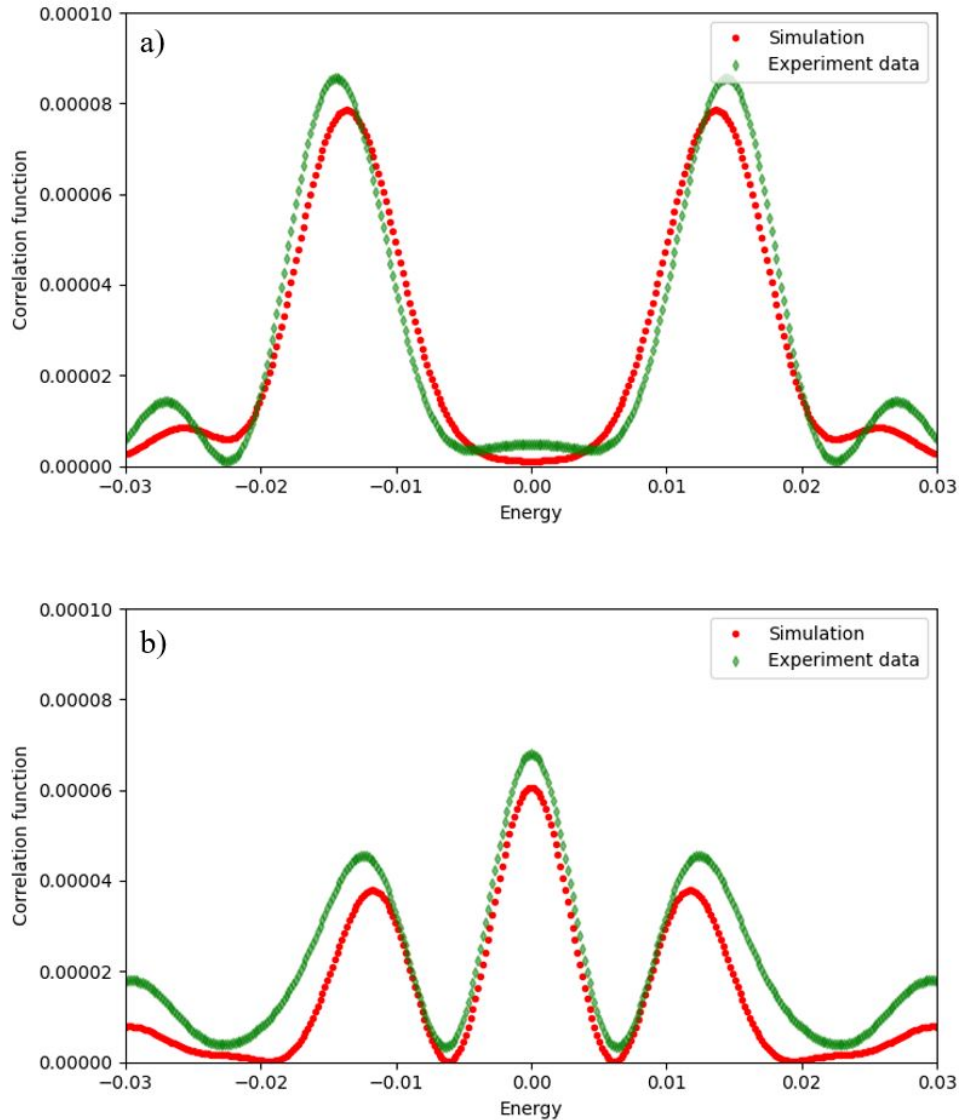 a)
Simulation
Experiment data
0.00010
0.00008
0.00006
0.00004
0.00002
0.00000
Correlation function
−0.03 −0.02 −0.01 0.00 0.01 0.02 0.03
Energy
b)
Simulation
Experiment data
0.00010
0.00008
0.00006
0.00004
0.00002
0.00000
Correlation function
−0.03 −0.02 −0.01 0.00 0.01 0.02 0.03
Energy